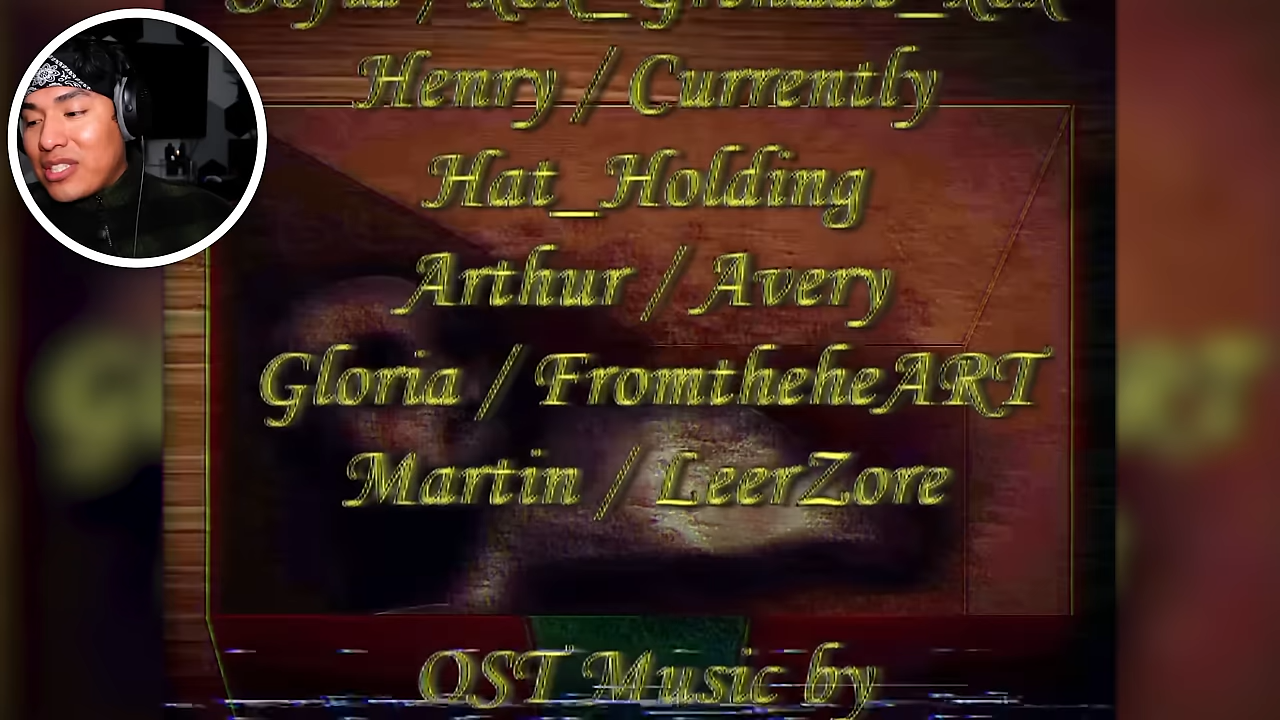 Henry / Currently
Hat_Holding
Arthur / Avery
Gloria / FromtheheART
Martin / LeerZore
OST Music by